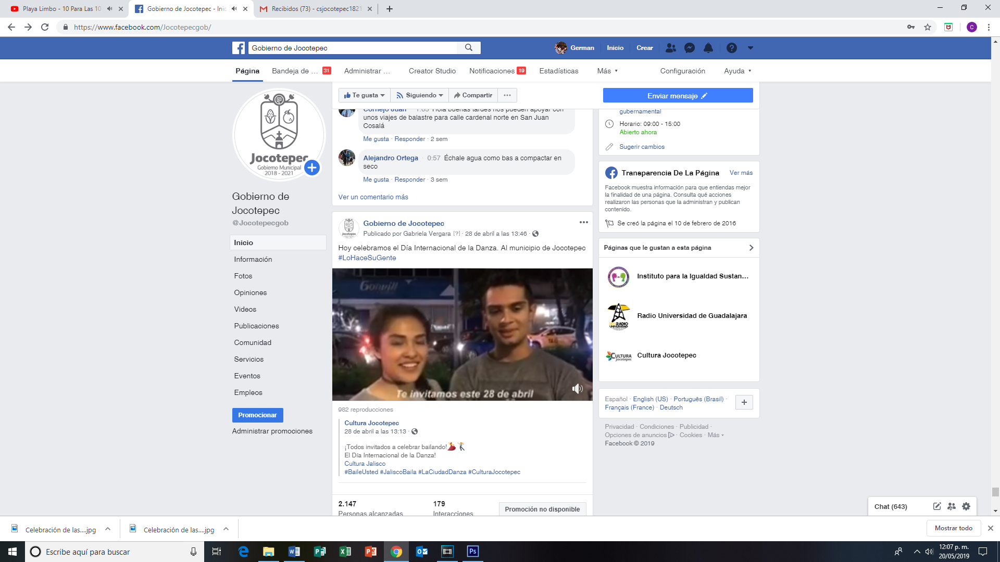 Playa Limbo - 10 Para Las 10
Gobierno de Jocotepec - Inic
Recibidos (73) - csjocotepec1821
https://www.facebook.com/Jocotepecgob/
C
Gobierno de Jocotepec
German
Inicio
Crear
Página
Bandeja de ... 31
Administrar ...
Creator Studio
Notificaciones 19
Estadísticas
Más
Configuración
Ayuda
Jocotepec
Gobierno Municipal
2018 - 2021
Gobierno de
Jocotepec
@Jocotepecgob
Inicio
Información
Fotos
Opiniones
Videos
Publicaciones
Comunidad
Servicios
Eventos
Empleos
Promocionar
Administrar promociones
Te gusta
Siguiendo
Compartir
Enviar mensaje
Cornejo Juan · 1:03 Hola buenas tardes nos pueden apoyar con
unos viajes de balastre para calle cardenal norte en San Juan
Cosalá
Me gusta · Responder · 2 sem
Alejandro Ortega · 0:57 Échale agua como bas a compactar en
seco
Me gusta · Responder · 3 sem
Ver un comentario más
Gobierno de Jocotepec
Publicado por Gabriela Vergara [?] · 28 de abril a las 13:46 ·
Hoy celebramos el Día Internacional de la Danza. Al municipio de Jocotepec
#LoHaceSuGente
Gonvill
Te invitamos este 28 de abril
982 reproducciones
Cultura Jocotepec
28 de abril a las 13:13 ·
¡Todos invitados a celebrar bailando!💃🕺
El Día Internacional de la Danza!
Cultura Jalisco
#BaileUsted #JaliscoBaila #LaCiudadDanza #CulturaJocotepec
2.147
Personas alcanzadas
179
Interacciones
Promoción no disponible
gubernamental
Horario: 09:00 - 15:00
Abierto ahora
Sugerir cambios
Transparencia De La Página
Ver más
Facebook muestra información para que entiendas mejor
la finalidad de una página. Consulta qué acciones
realizaron las personas que la administran y publican
contenido.
Se creó la página el 10 de febrero de 2016
Páginas que le gustan a esta página
Instituto para la Igualdad Sustan...
RADIO
Radio Universidad de Guadalajara
CULTURA
Jocotepec
Cultura Jocotepec
Español · English (US) · Português (Brasil) ·
Français (France) · Deutsch
Privacidad · Condiciones · Publicidad ·
Opciones de anuncios · Cookies · Más
Facebook © 2019
Chat (643)
Celebración de las....jpg
Celebración de las....jpg
Mostrar todo
Escribe aquí para buscar
12:07 p. m.
20/05/2019